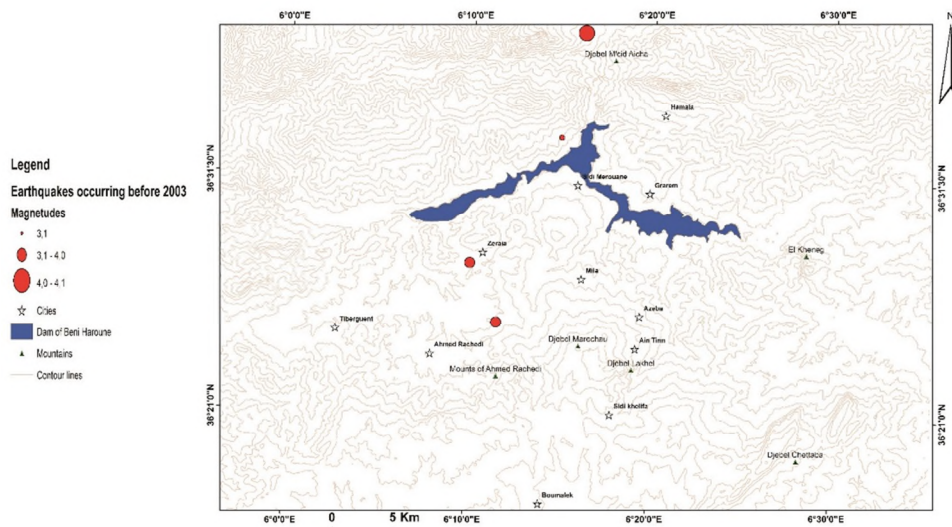 6°0'0"E 6°10'0"E 6°20'0"E 6°30'0"E
N
Djebel M'cid Aicha
Hamala
Legend
36°31'30"N
Earthquakes occurring before 2003
36°31'0"N
Sidi Merouane
Grarem
Magnetudes
3,1
3,1 - 4.0
4,0 - 4.1
Zeraia
El Kheneg
Mila
Cities
Azeba
Tiberguent
Dam of Beni Haroune
Djebel Marechau
Ain Tinn
Ahmed Rachedi
Mountains
Djebel Lakhel
Mounts of Ahmed Rachedi
Contour lines
36°21'0"N
Sidi kholifa
36°21'0"N
Djebel Chettaba
Boumalek
6°0'0"E 0 5 Km 6°10'0"E 6°20'0"E 6°30'0"E